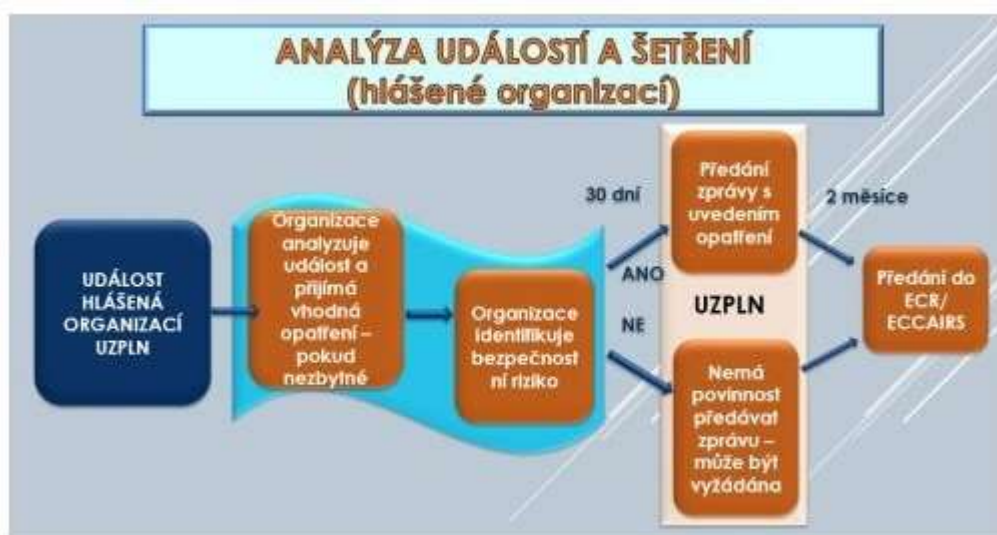 ANALÝZA UDÁLOSTÍ A ŠETŘENÍ
(hlášené organizací)
UDÁLOST
HLÁŠENÁ
ORGANIZACÍ
UZPLN
Organizace
analyzuje
událost a
přijímá
vhodná
opatření –
pokud
nezbytné
Organizace
identifikuje
bezpečnost
ní riziko
30 dní
ANO
NE
Předání
zprávy s
uvedením
opatření
UZPLN
Nemá
povinnost
předávat
zprávu –
může být
vyžádána
2 měsíce
Předání do
ECR/
ECCAIRS